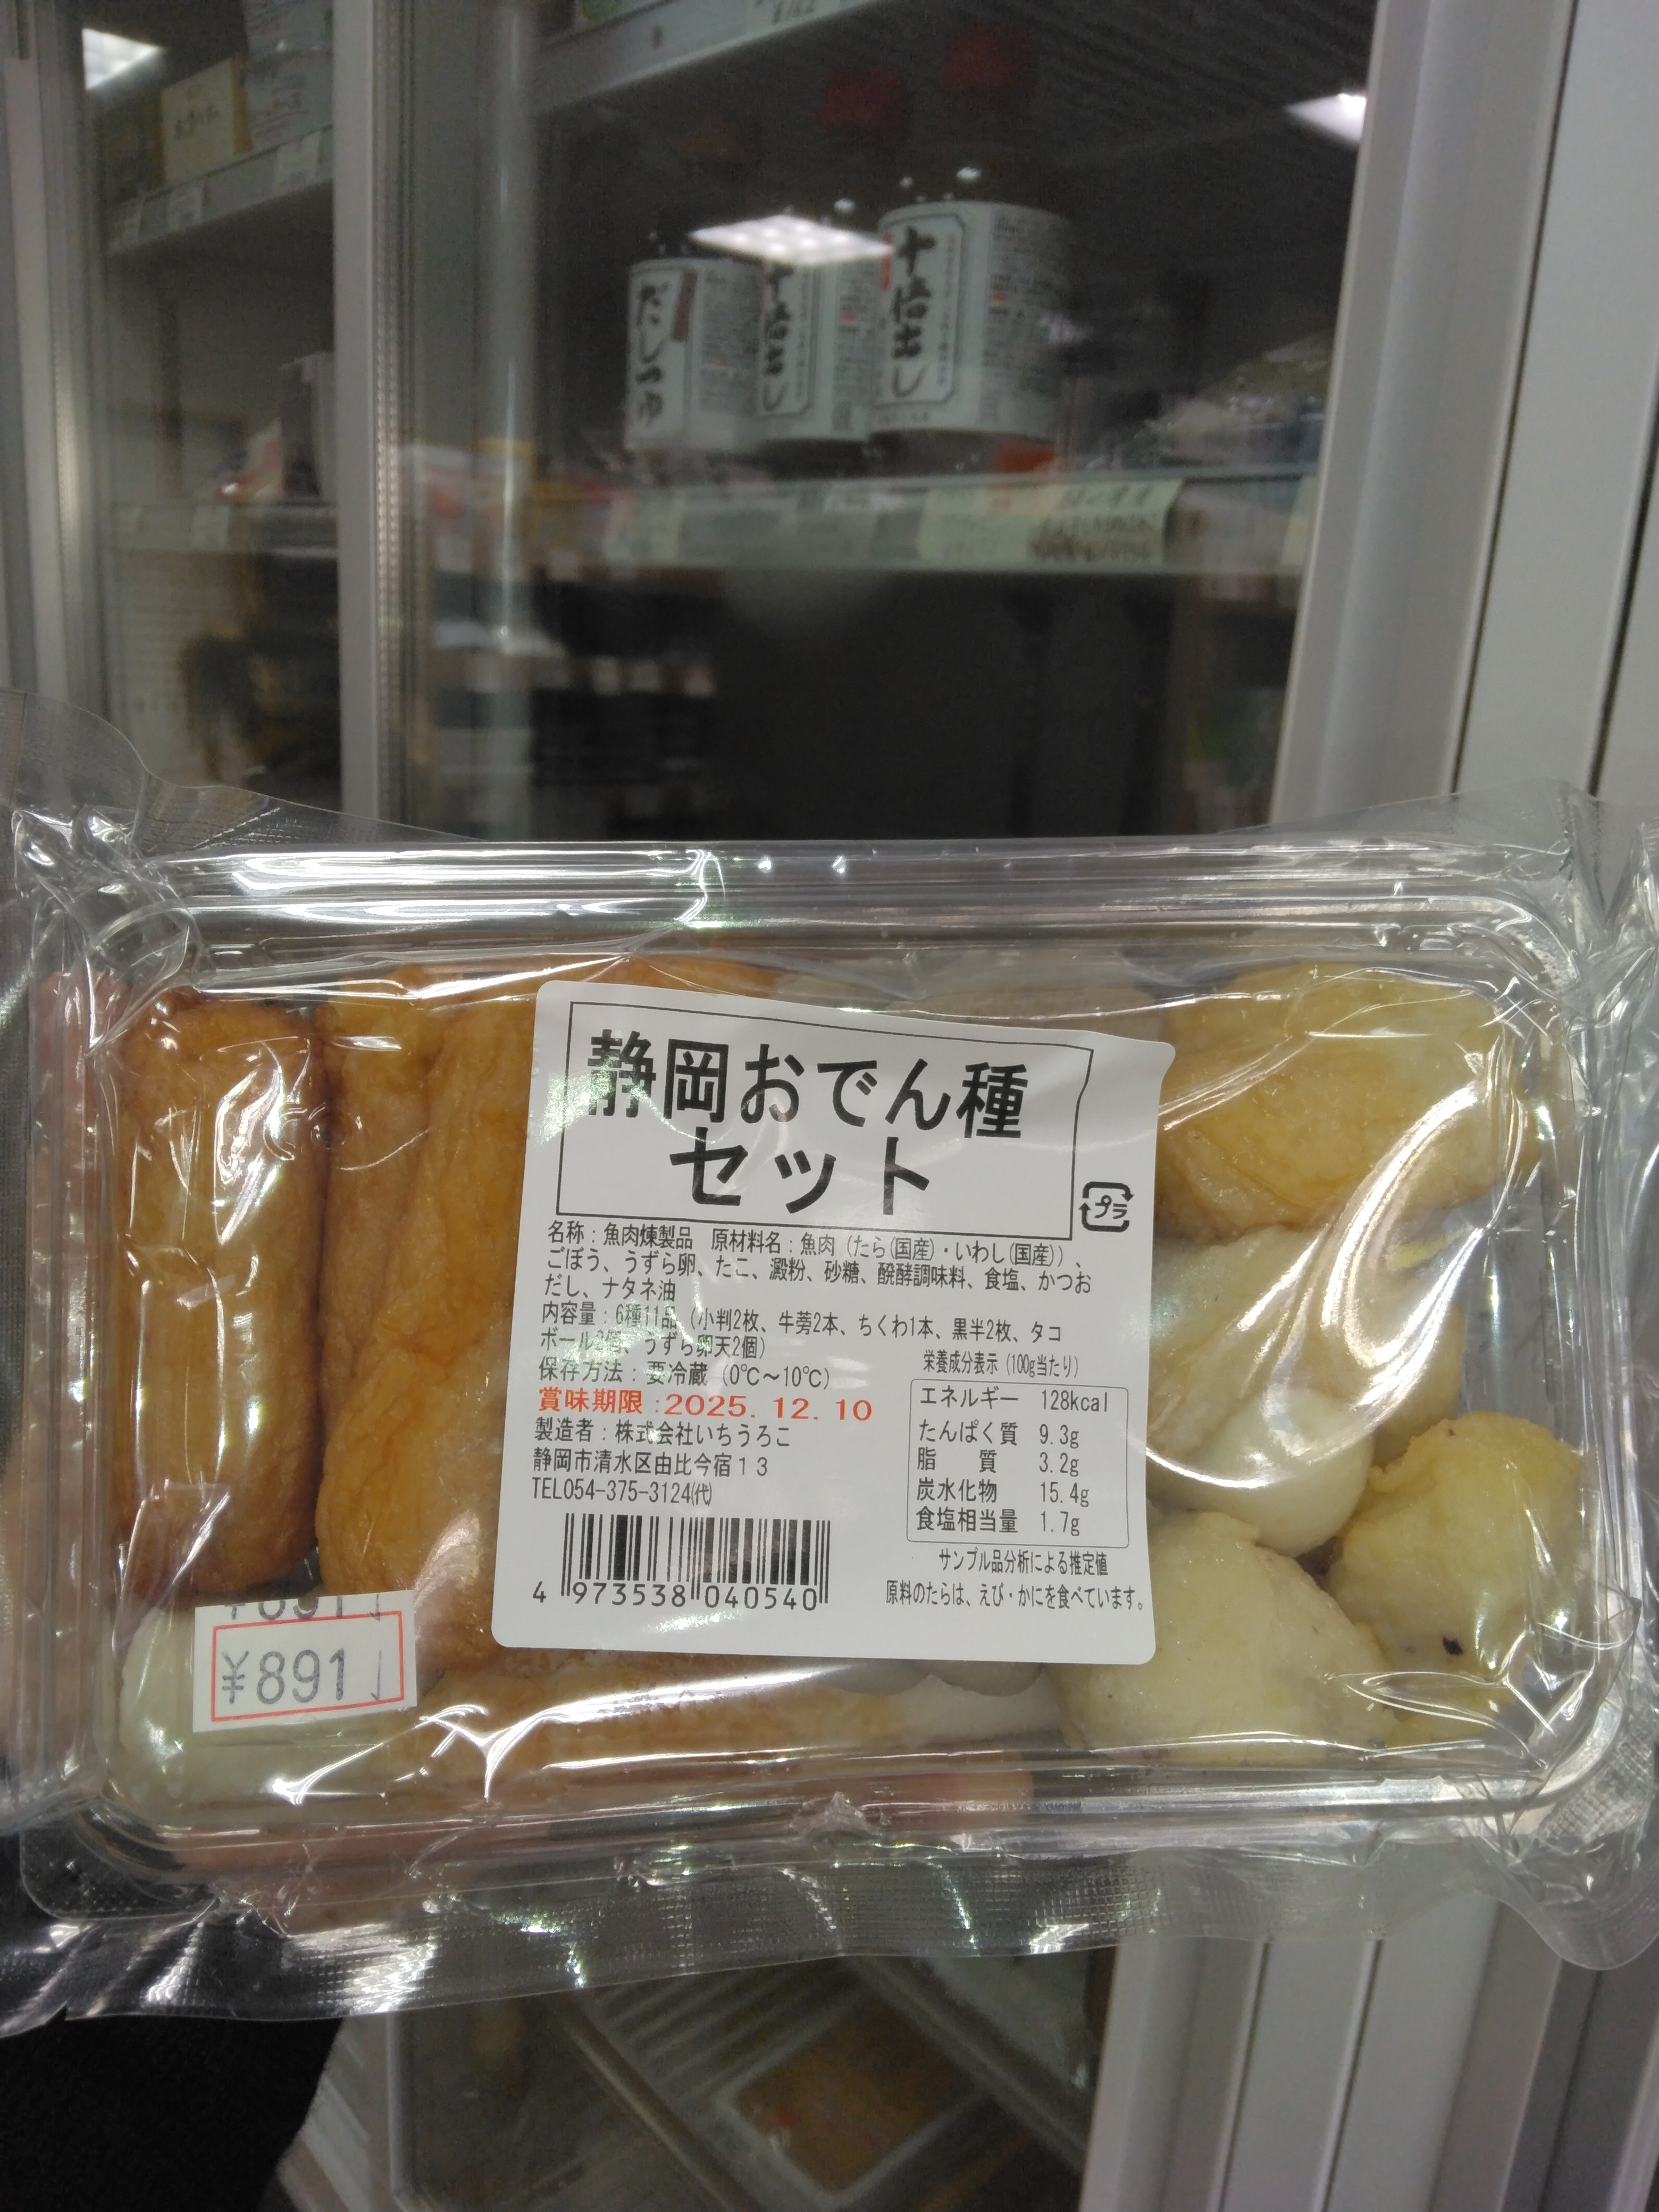 だしつゆ
十倍出し
十倍出し
静岡おでん種
セット
プラ
名称：魚肉煉製品　原材料名：魚肉（たら(国産)・いわし(国産)）、
ごぼう、うずら卵、たこ、澱粉、砂糖、醗酵調味料、食塩、かつお
だし、ナタネ油
内容量：6種11品（小判2枚、牛蒡2本、ちくわ1本、黒半2枚、タコ
ボール2個、うずら卵天2個）
保存方法：要冷蔵（0℃～10℃）
賞味期限：2025.12.10
製造者：株式会社いちうろこ
静岡市清水区由比今宿13
TEL054-375-3124㈹
4 973538 040540
栄養成分表示（100g当たり）
エネルギー 128kcal
たんぱく質 9.3g
脂　　質 3.2g
炭水化物 15.4g
食塩相当量 1.7g
サンプル品分析による推定値
原料のたらは、えび・かにを食べています。
¥891